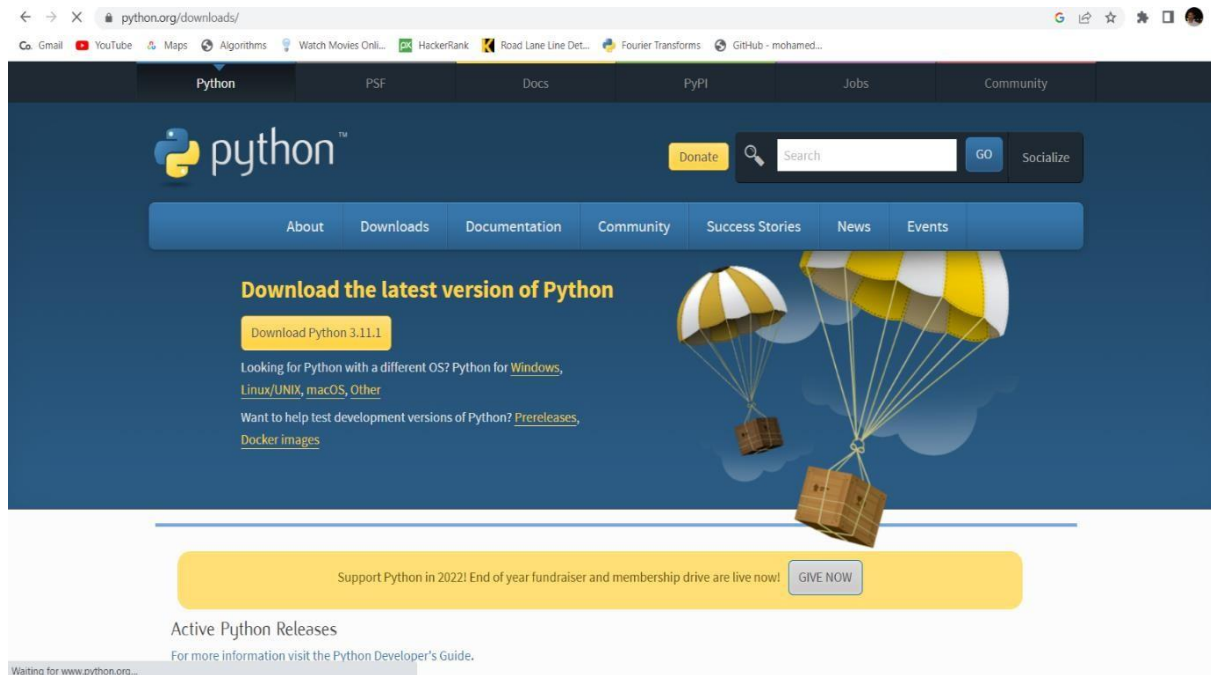 python.org/downloads/
Co. Gmail YouTube Maps Algorithms Watch Movies Onli... HackerRank Road Lane Line Det... Fourier Transforms GitHub - mohamed...
Python PSF Docs PyPI Jobs Community
python™
Donate Search GO Socialize
About Downloads Documentation Community Success Stories News Events
Download the latest version of Python
Download Python 3.11.1
Looking for Python with a different OS? Python for Windows,
Linux/UNIX, macOS, Other
Want to help test development versions of Python? Prereleases,
Docker images
Support Python in 2022! End of year fundraiser and membership drive are live now! GIVE NOW
Active Python Releases
For more information visit the Python Developer's Guide.
Waiting for www.python.org...